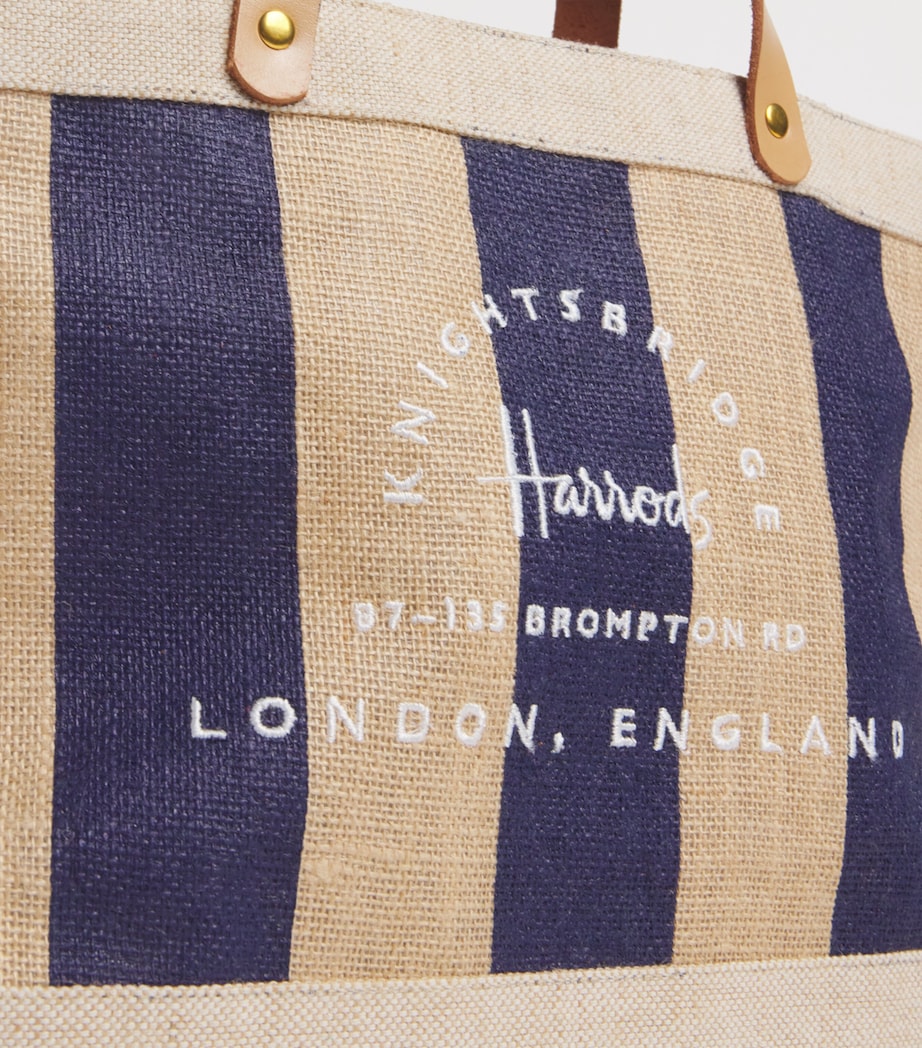 KNIGHTSBRIDGE
Harrods
87-135 BROMPTON RD
LONDON, ENGLAND